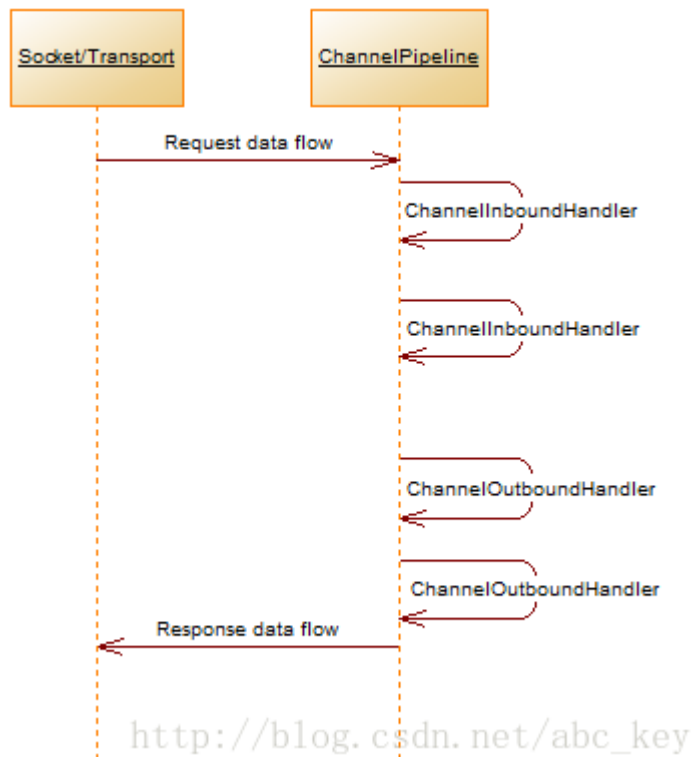 Socket/Transport
ChannelPipeline
Request data flow
ChannelInboundHandler
ChannelInboundHandler
ChannelOutboundHandler
ChannelOutboundHandler
Response data flow
http://blog.csdn.net/abc_key